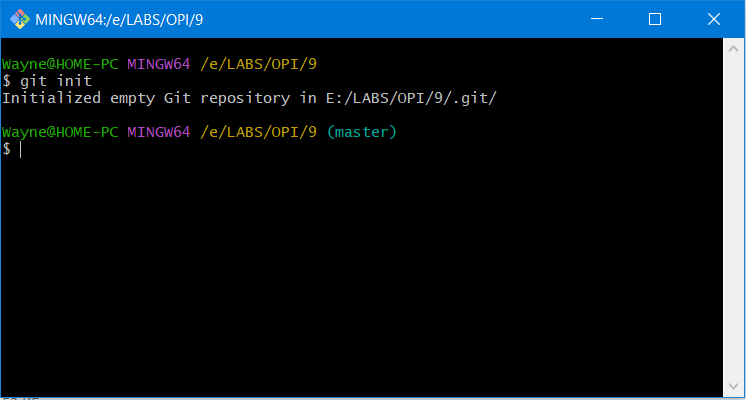 MINGW64:/e/LABS/OPI/9
Wayne@HOME-PC MINGW64 /e/LABS/OPI/9
$ git init
Initialized empty Git repository in E:/LABS/OPI/9/.git/
Wayne@HOME-PC MINGW64 /e/LABS/OPI/9 (master)
$